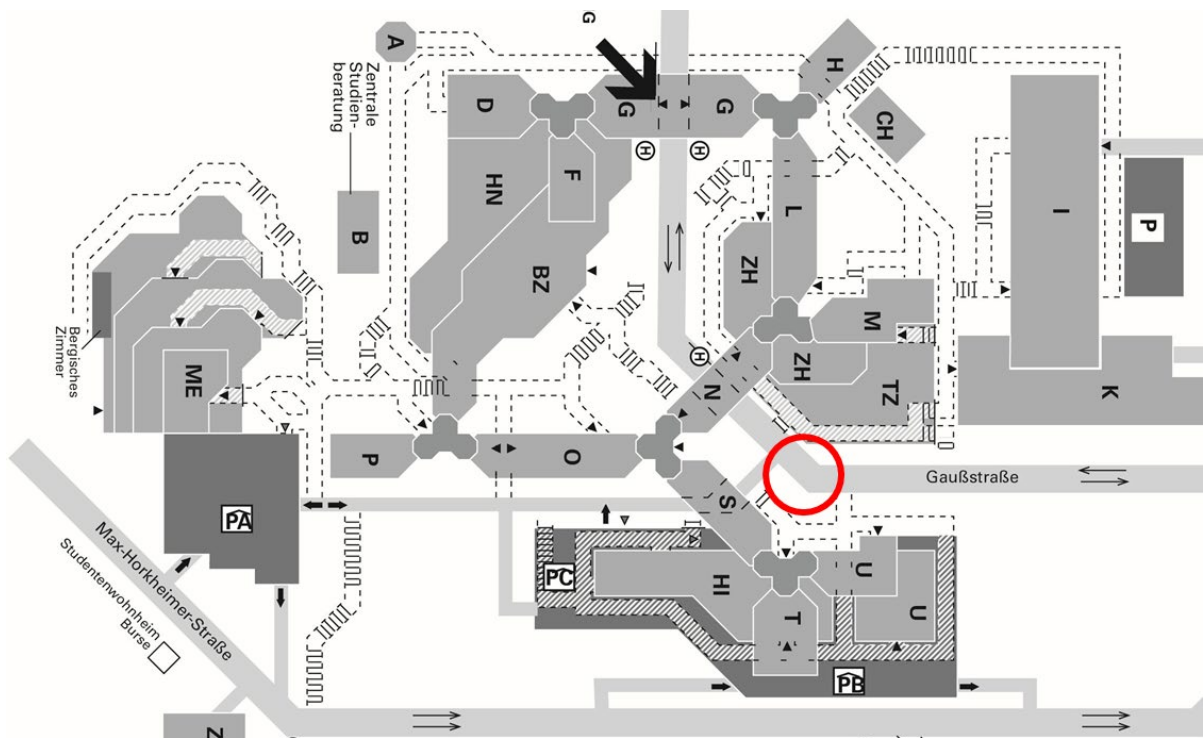 G
A
H
Zentrale
Studien-
beratung
D
G
G
CH
H
H
I
P
HN
F
L
B
BZ
ZH
M
Bergisches
Zimmer
ME
H
N
ZH
TZ
K
P
O
S
Gaußstraße
PA
Max-Horkheimer-Straße
Studentenwohnheim
Burse
PC
HI
U
U
T
PB
Z